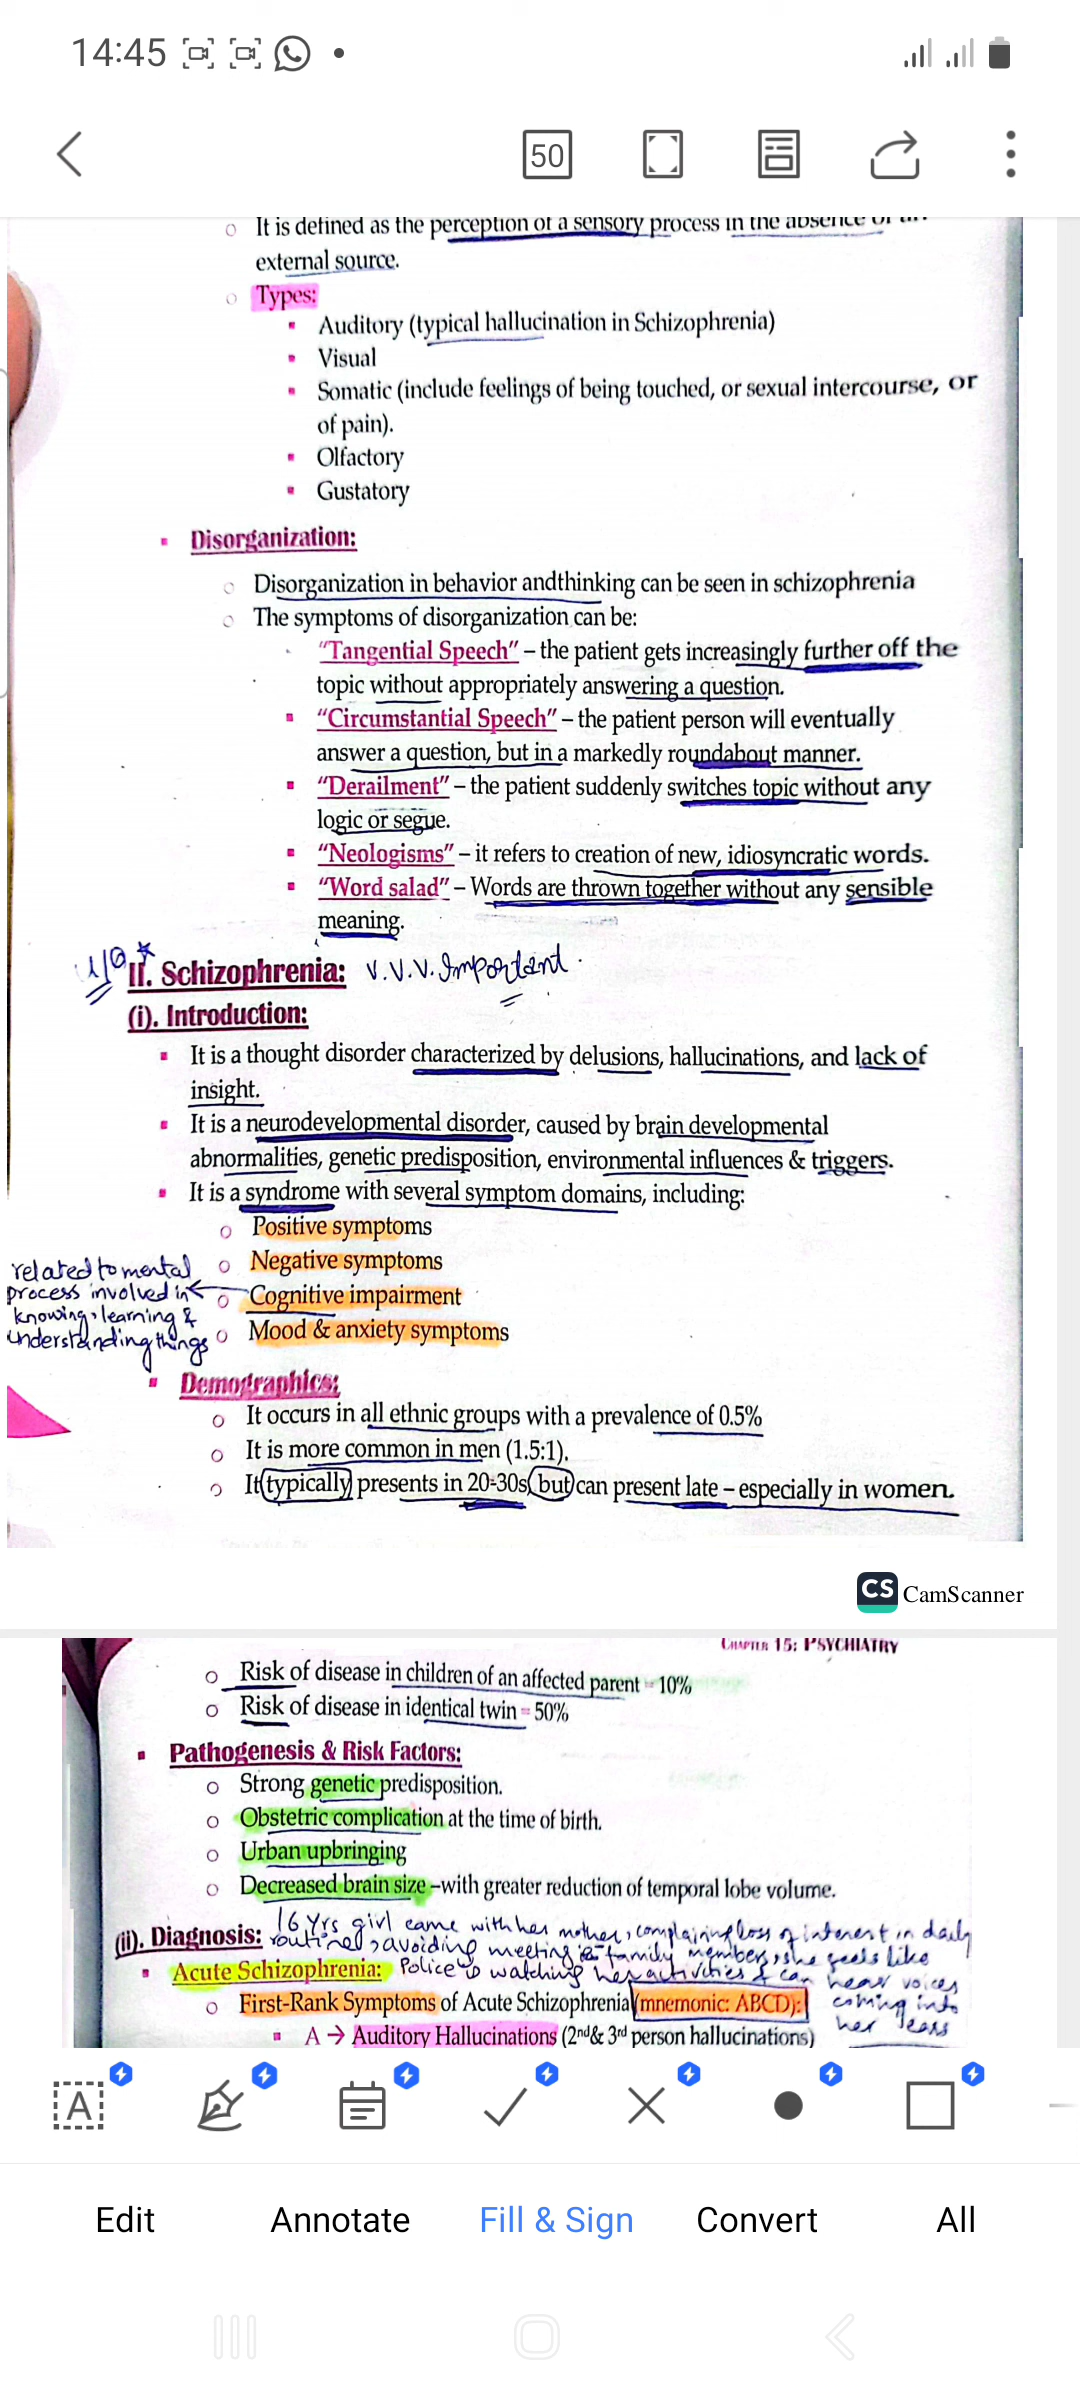 14:45
50
It is defined as the perception of a sensory process in the absence of
external source.
Types:
Auditory (typical hallucination in Schizophrenia)
Visual
Somatic (include feelings of being touched, or sexual intercourse, or
of pain).
Olfactory
Gustatory
Disorganization:
Disorganization in behavior andthinking can be seen in schizophrenia
The symptoms of disorganization can be:
"Tangential Speech" – the patient gets increasingly further off the
topic without appropriately answering a question.
"Circumstantial Speech" – the patient person will eventually
answer a question, but in a markedly roundabout manner.
"Derailment" – the patient suddenly switches topic without any
logic or segue.
"Neologisms" – it refers to creation of new, idiosyncratic words.
"Word salad" – Words are thrown together without any sensible
meaning.
II. Schizophrenia: V.V.V. Important
(i). Introduction:
It is a thought disorder characterized by delusions, hallucinations, and lack of
insight.
It is a neurodevelopmental disorder, caused by brain developmental
abnormalities, genetic predisposition, environmental influences & triggers.
It is a syndrome with several symptom domains, including:
Positive symptoms
Negative symptoms
Cognitive impairment
Mood & anxiety symptoms
related to mental
process involved in
knowing, learning &
understanding things
Demographics:
It occurs in all ethnic groups with a prevalence of 0.5%
It is more common in men (1.5:1).
It typically presents in 20-30s but can present late – especially in women.
CS CamScanner
CHAPTER 15: PSYCHIATRY
Risk of disease in children of an affected parent = 10%
Risk of disease in identical twin = 50%
Pathogenesis & Risk Factors:
Strong genetic predisposition.
Obstetric complication at the time of birth.
Urban upbringing
Decreased brain size –with greater reduction of temporal lobe volume.
(ii). Diagnosis: 16 Yrs girl came with her mother, complaining loss of interest in daily
routined, avoiding meeting family members, she feels like
Acute Schizophrenia: Police is watching her activities & can hear voices
coming into
her ears
First-Rank Symptoms of Acute Schizophrenia (mnemonic: ABCD):
A → Auditory Hallucinations (2nd & 3rd person hallucinations)
A
Edit Annotate Fill & Sign Convert All